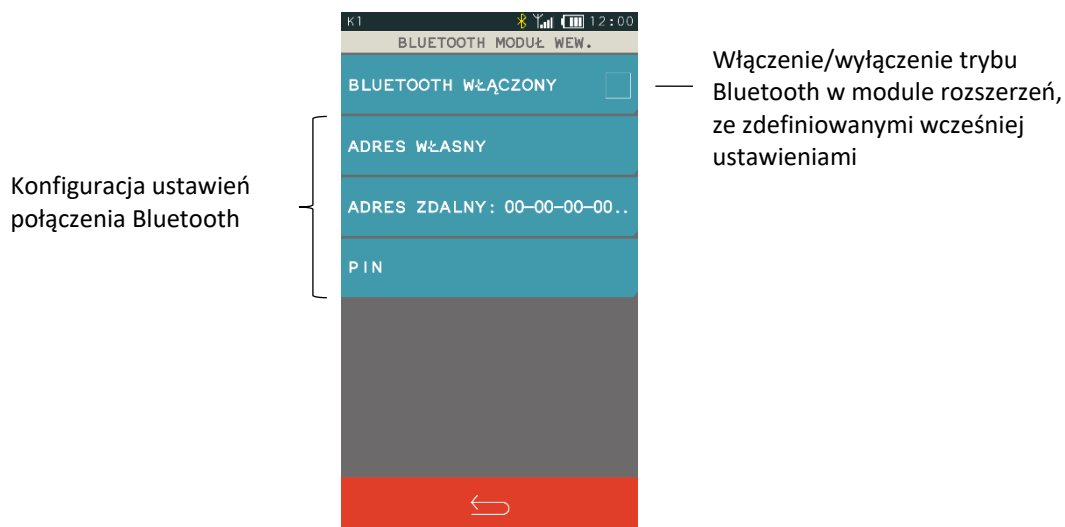 K1 12:00
BLUETOOTH MODUŁ WEW.
BLUETOOTH WŁĄCZONY
ADRES WŁASNY
ADRES ZDALNY: 00-00-00-00..
PIN
Konfiguracja ustawień
połączenia Bluetooth
Włączenie/wyłączenie trybu
Bluetooth w module rozszerzeń,
ze zdefiniowanymi wcześniej
ustawieniami